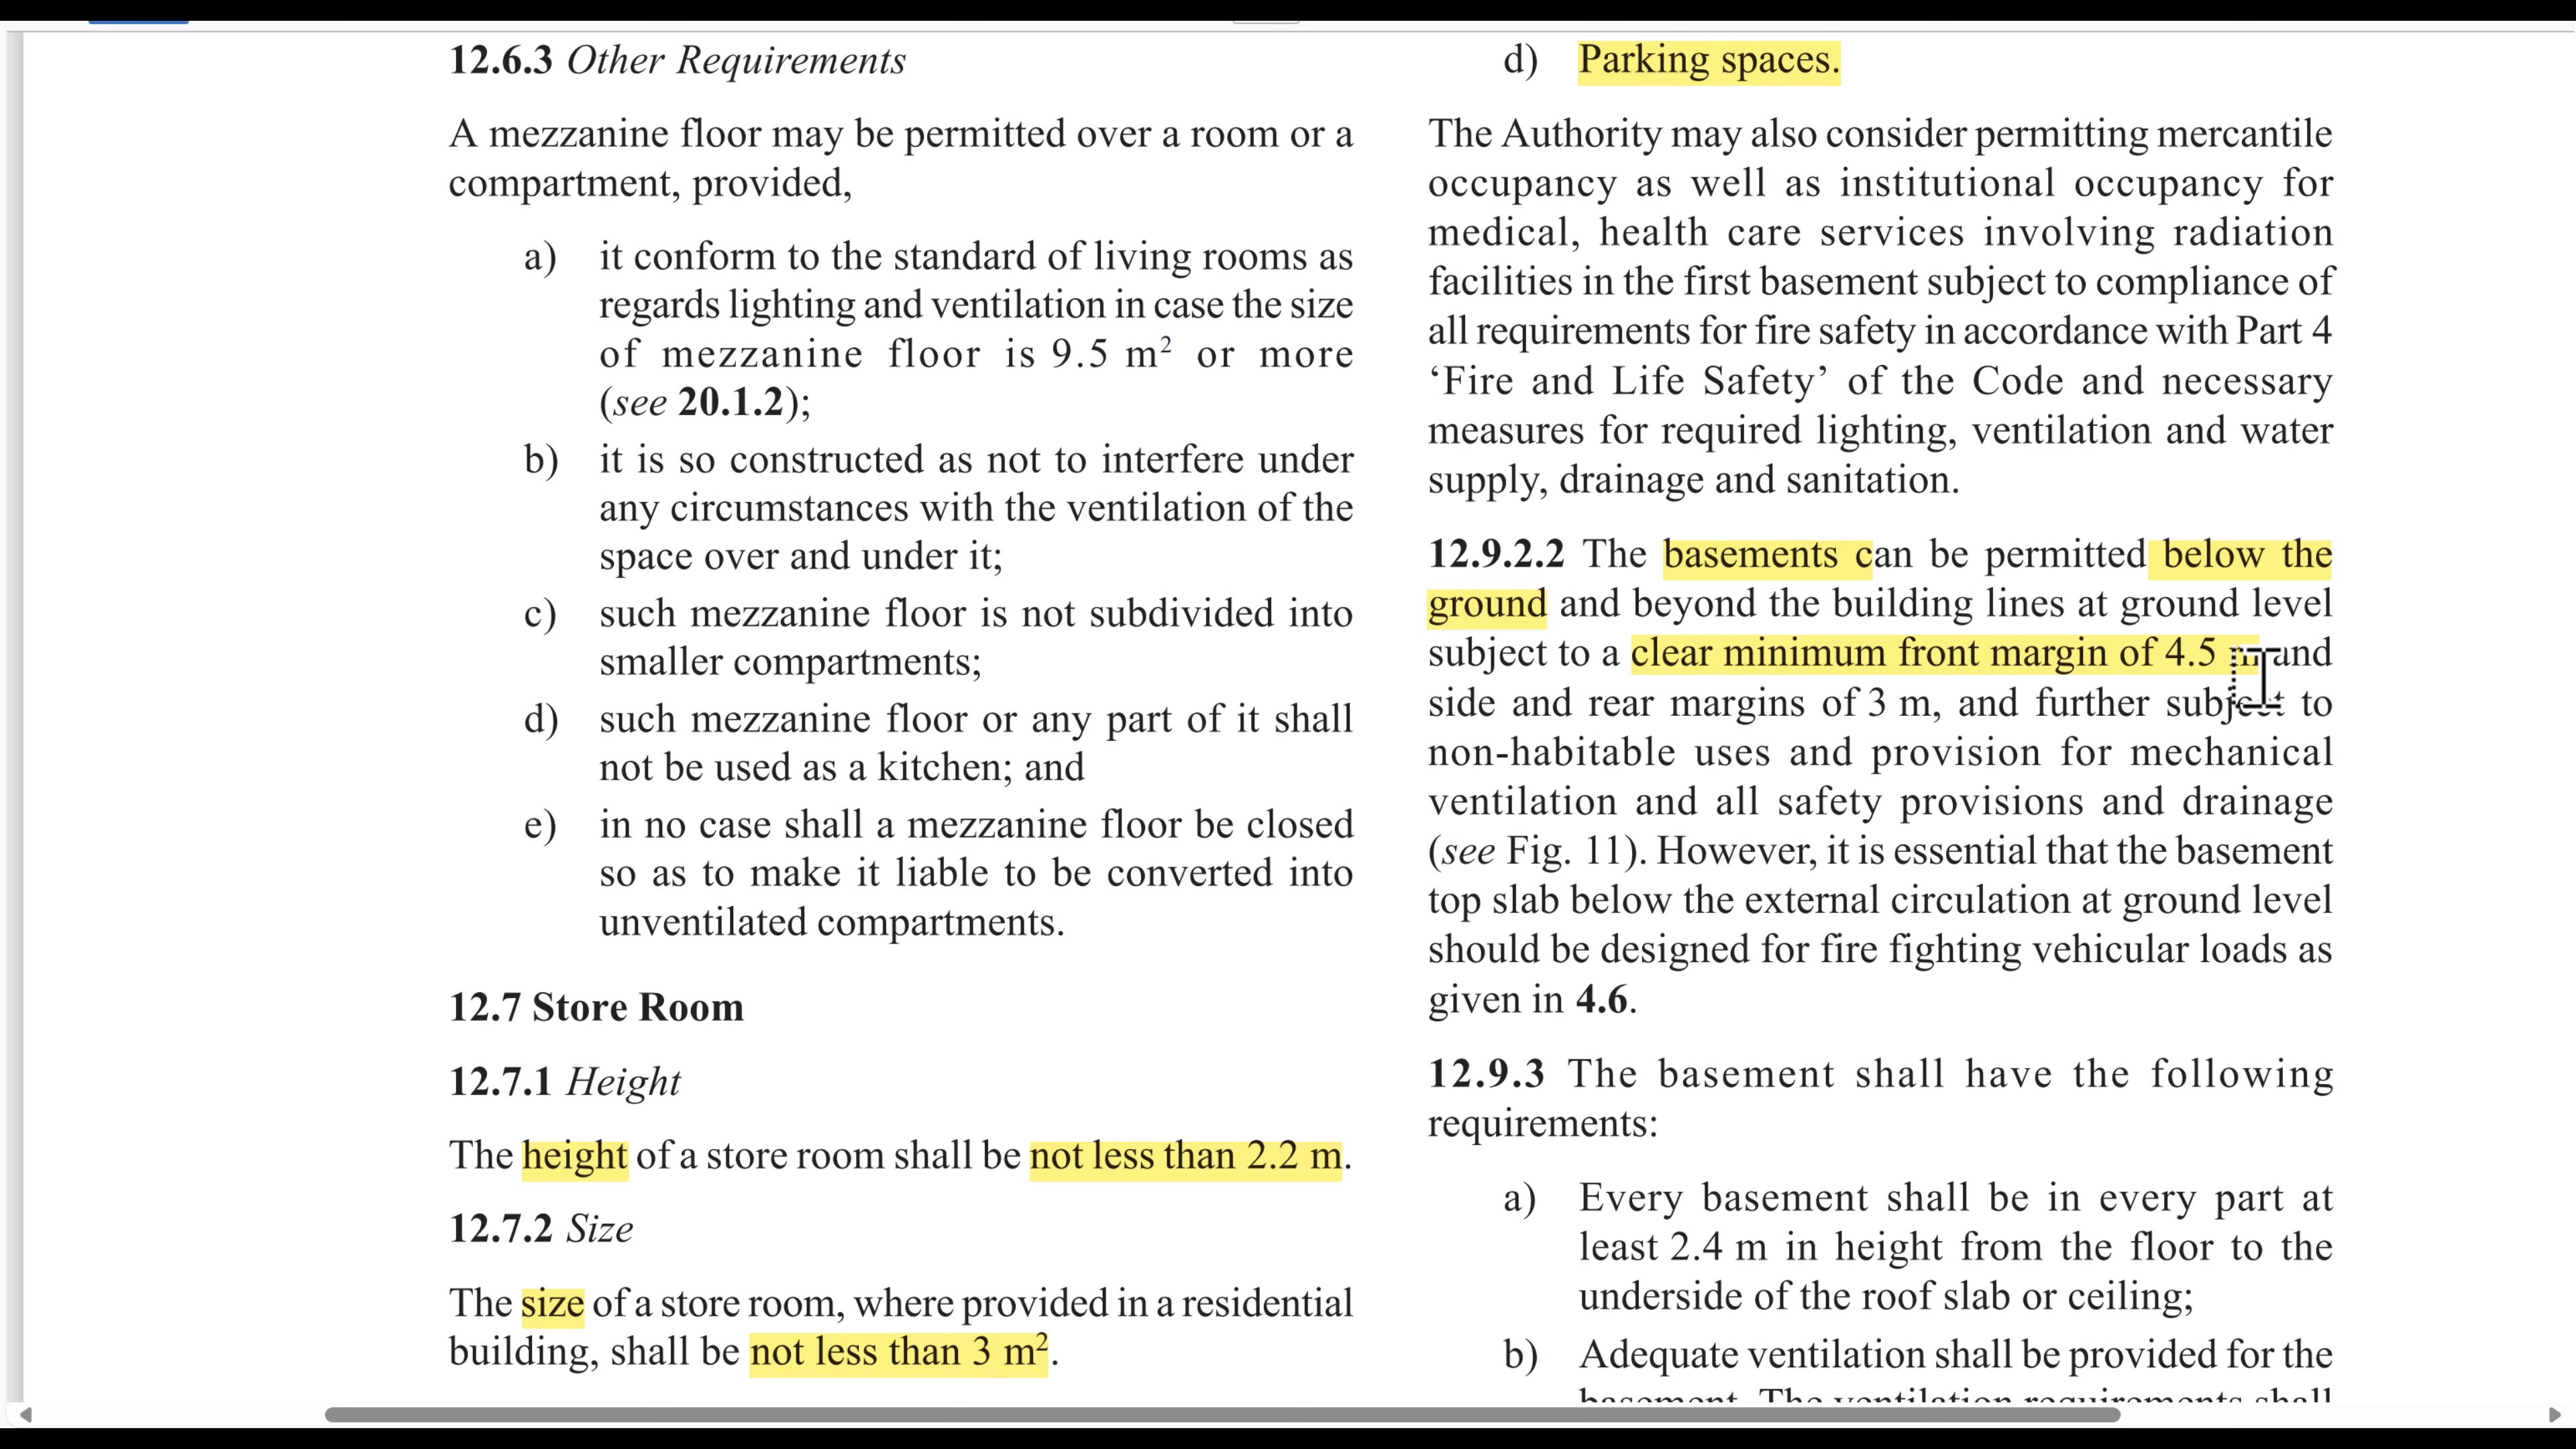 12.6.3 Other Requirements
A mezzanine floor may be permitted over a room or a
compartment, provided,
a) it conform to the standard of living rooms as
regards lighting and ventilation in case the size
of mezzanine floor is 9.5 m² or more
(see 20.1.2);
b) it is so constructed as not to interfere under
any circumstances with the ventilation of the
space over and under it;
c) such mezzanine floor is not subdivided into
smaller compartments;
d) such mezzanine floor or any part of it shall
not be used as a kitchen; and
e) in no case shall a mezzanine floor be closed
so as to make it liable to be converted into
unventilated compartments.
12.7 Store Room
12.7.1 Height
The height of a store room shall be not less than 2.2 m.
12.7.2 Size
The size of a store room, where provided in a residential
building, shall be not less than 3 m².
d) Parking spaces.
The Authority may also consider permitting mercantile
occupancy as well as institutional occupancy for
medical, health care services involving radiation
facilities in the first basement subject to compliance of
all requirements for fire safety in accordance with Part 4
‘Fire and Life Safety’ of the Code and necessary
measures for required lighting, ventilation and water
supply, drainage and sanitation.
12.9.2.2 The basements can be permitted below the
ground and beyond the building lines at ground level
subject to a clear minimum front margin of 4.5 m and
side and rear margins of 3 m, and further subject to
non-habitable uses and provision for mechanical
ventilation and all safety provisions and drainage
(see Fig. 11). However, it is essential that the basement
top slab below the external circulation at ground level
should be designed for fire fighting vehicular loads as
given in 4.6.
12.9.3 The basement shall have the following
requirements:
a) Every basement shall be in every part at
least 2.4 m in height from the floor to the
underside of the roof slab or ceiling;
b) Adequate ventilation shall be provided for the
basement. The ventilation requirements shall